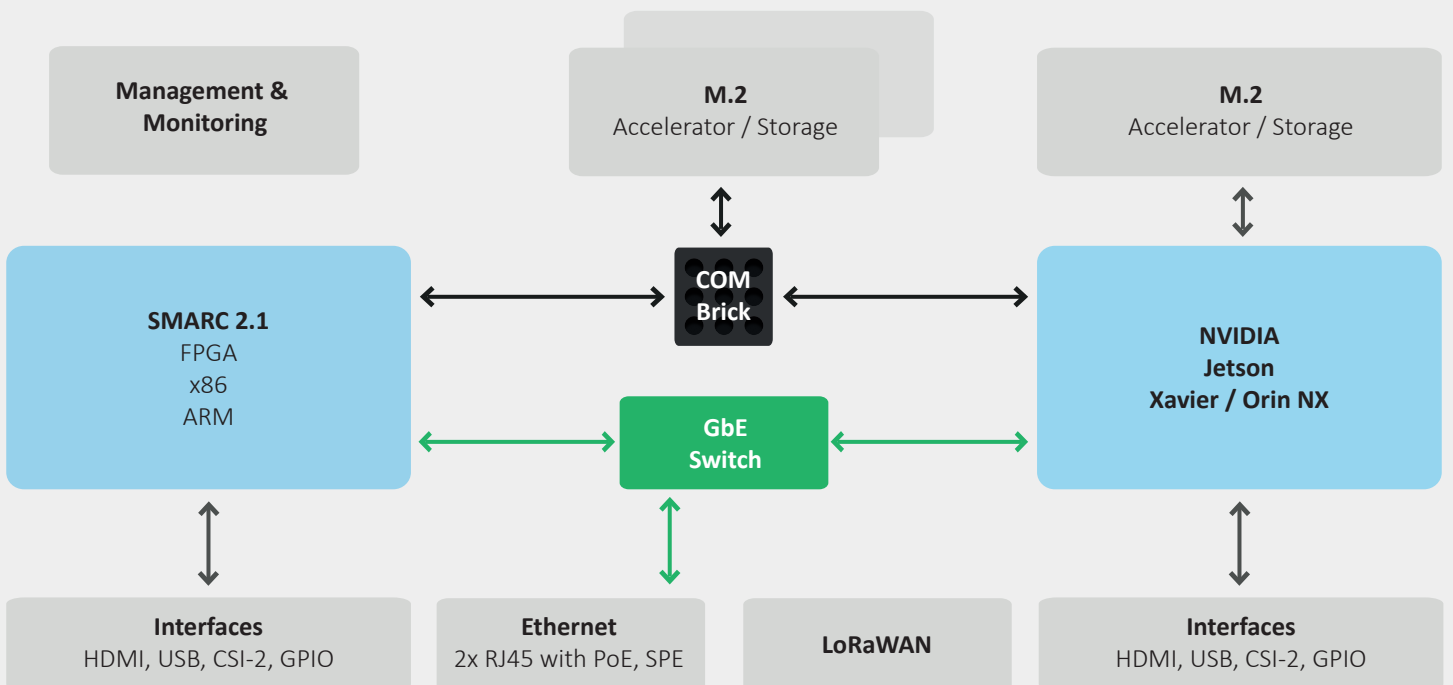 Management &
Monitoring
M.2
Accelerator / Storage
M.2
Accelerator / Storage
SMARC 2.1
FPGA
x86
ARM
COM
Brick
GbE
Switch
NVIDIA
Jetson
Xavier / Orin NX
Interfaces
HDMI, USB, CSI-2, GPIO
Ethernet
2x RJ45 with PoE, SPE
LoRaWAN
Interfaces
HDMI, USB, CSI-2, GPIO